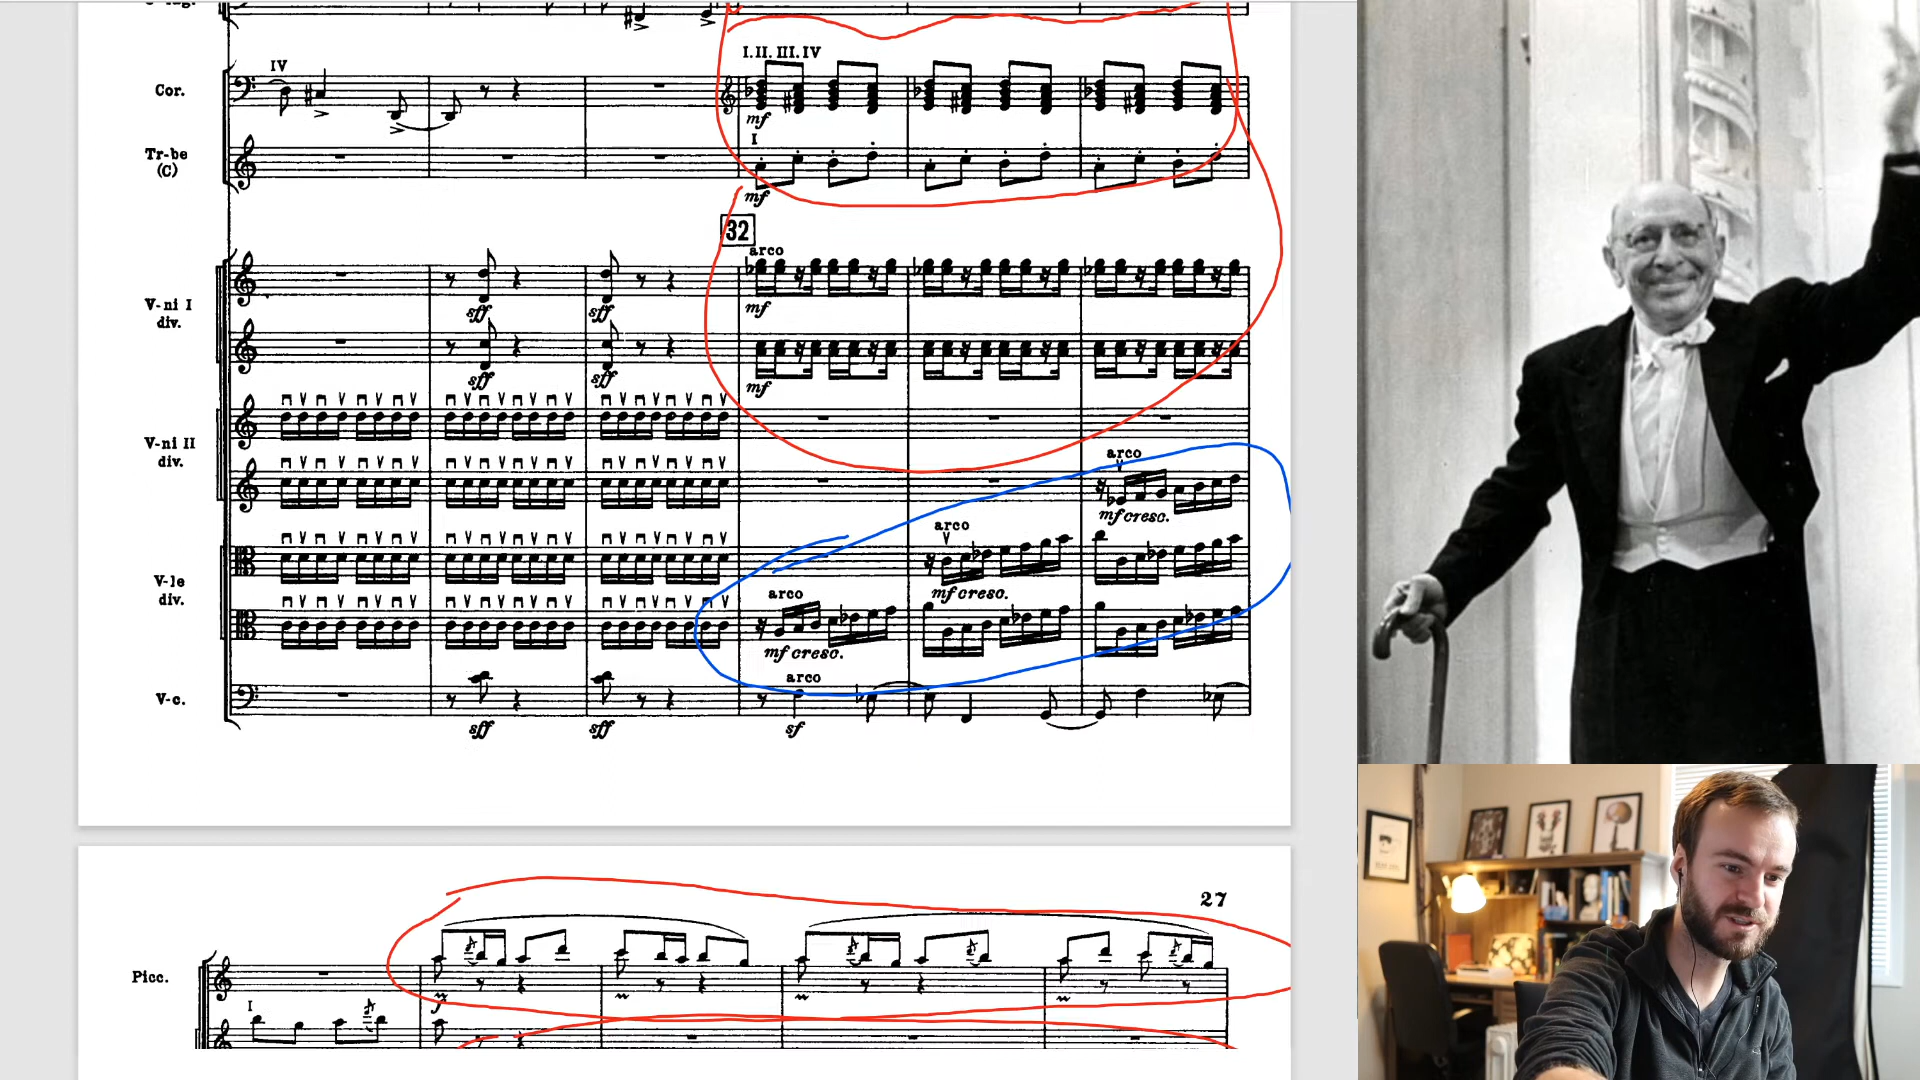 IV
I. II. III. IV
Cor.
mf
I
Tr-be
(C)
mf
32
arco
V-ni I
div.
sff sff mf
sff sff mf
V-ni II
div.
arco
mf cresc.
arco
V-le
div.
mf cresc.
arco
mf cresc.
arco
V-c.
sff sff sf
27
Picc.
f
I